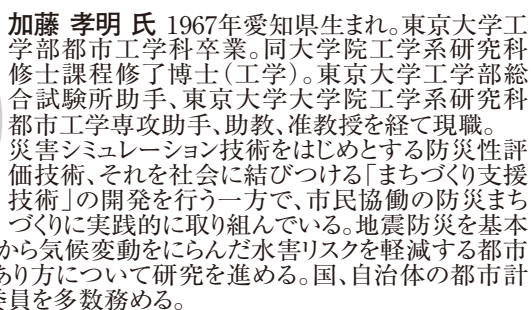 加藤 孝明 氏 1967年愛知県生まれ。東京大学工
学部都市工学科卒業。同大学院工学系研究科
修士課程修了博士（工学）。東京大学工学部総
合試験所助手、東京大学大学院工学系研究科
都市工学専攻助手、助教、准教授を経て現職。
災害シミュレーション技術をはじめとする防災性評
価技術、それを社会に結びつける「まちづくり支援
技術」の開発を行う一方で、市民協働の防災まち
づくりに実践的に取り組んでいる。地震防災を基本
から気候変動をにらんだ水害リスクを軽減する都市
あり方について研究を進める。国、自治体の都市計
委員を多数務める。